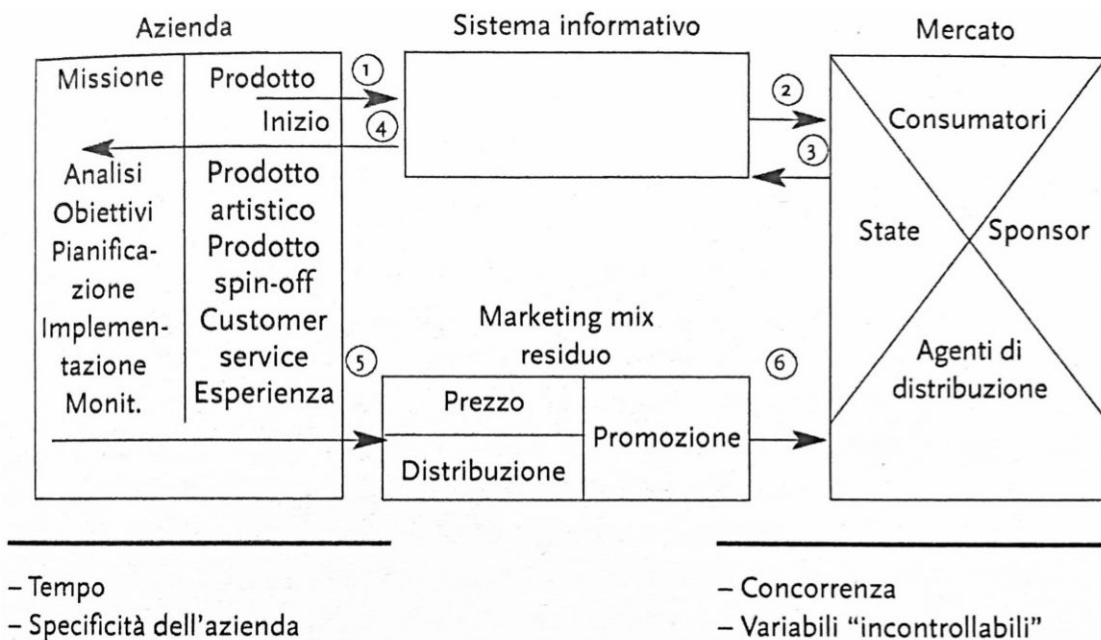 Azienda
Sistema informativo
Mercato
Missione
Prodotto
1
Inizio
4
2
3
Consumatori
State
Sponsor
Agenti di
distribuzione
Analisi
Obiettivi
Pianifica-
zione
Implemen-
tazione
Monit.
Prodotto
artistico
Prodotto
spin-off
Customer
service
Esperienza
Marketing mix
residuo
5
6
Prezzo
Promozione
Distribuzione
– Tempo
– Specificità dell'azienda
– Concorrenza
– Variabili "incontrollabili"